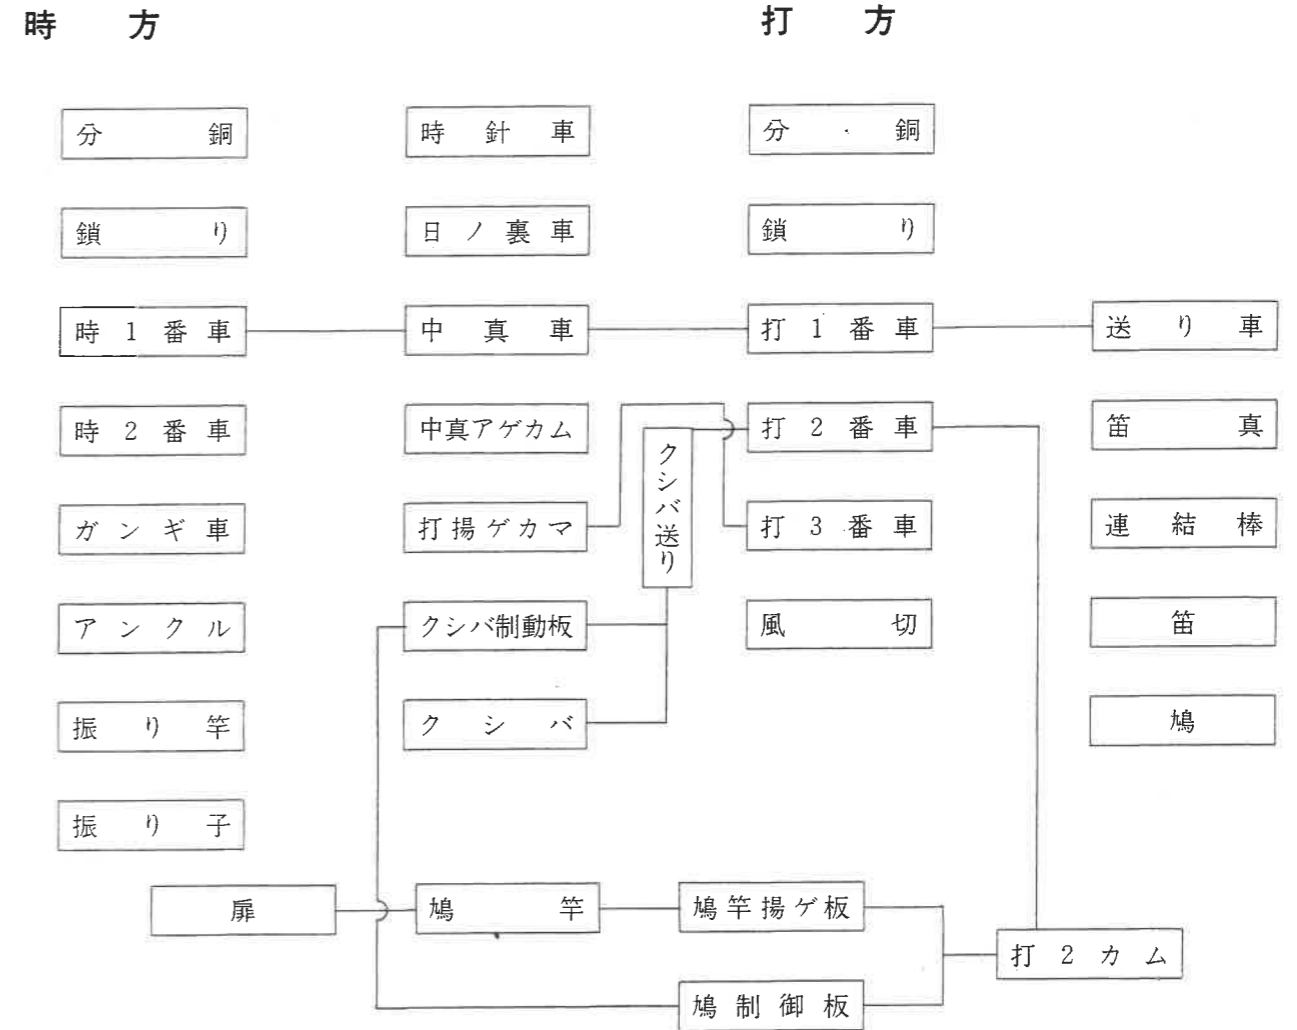 時方
打方
分銅
時針車
分・銅
鎖り
日ノ裏車
鎖り
時1番車
中真車
打1番車
送り車
時2番車
中真アゲカム
クシバ送り
打2番車
笛真
ガンギ車
打揚ゲカマ
打3番車
連結棒
アンクル
クシバ制動板
風切
笛
振り竿
クシバ
鳩
振り子
扉
鳩竿
鳩竿揚ゲ板
打2カム
鳩制御板